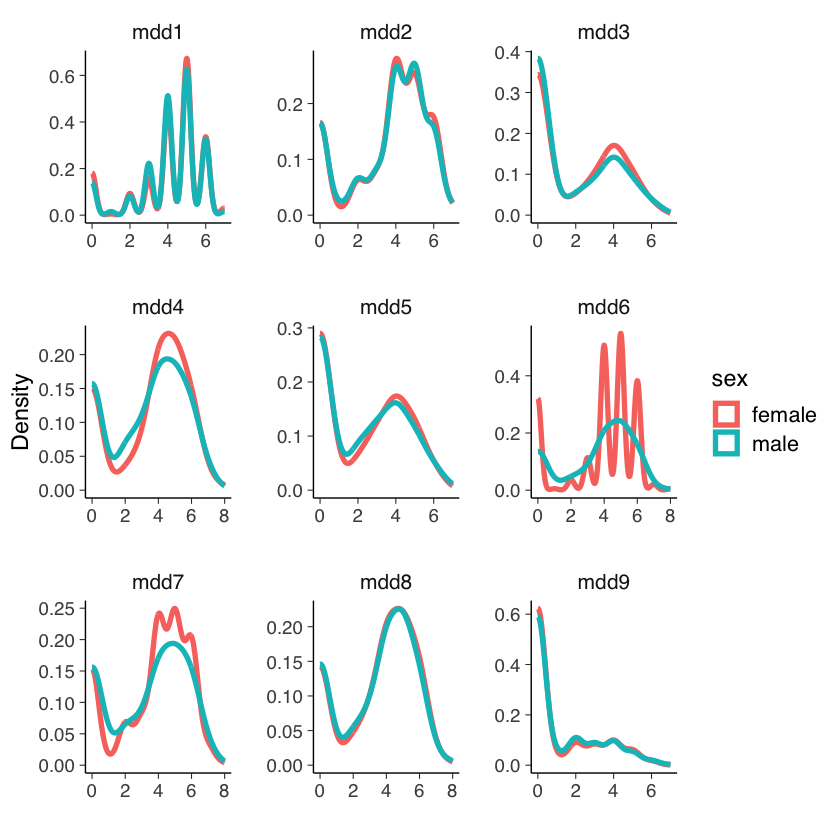 mdd1 mdd2 mdd3
0.6 0.4 0.2 0.0
0 2 4 6
0.2 0.1 0.0
0 2 4 6
0.4 0.3 0.2 0.1 0.0
0 2 4 6
mdd4 mdd5 mdd6
0.20 0.15 0.10 0.05 0.00
0 2 4 6 8
0.3 0.2 0.1 0.0
0 2 4 6
0.4 0.2 0.0
0 2 4 6 8
mdd7 mdd8 mdd9
0.25 0.20 0.15 0.10 0.05 0.00
0 2 4 6 8
0.20 0.15 0.10 0.05 0.00
0 2 4 6 8
0.6 0.4 0.2 0.0
0 2 4 6
Density
sex
female
male